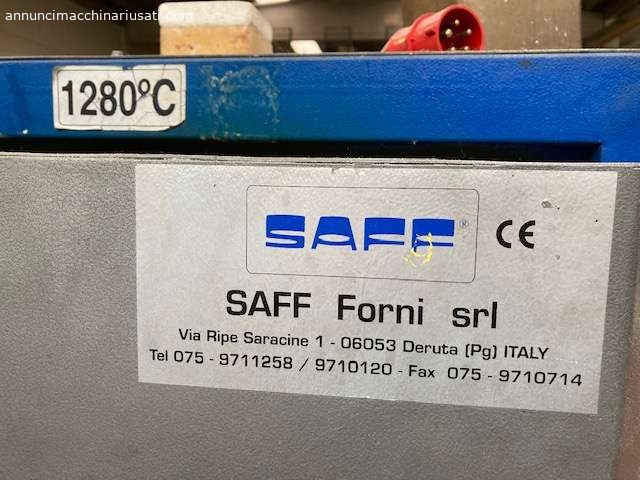 annuncimacchinariusati.com
1280°C
SAFF® CE
SAFF Forni srl
Via Ripe Saracine 1 - 06053 Deruta (Pg) ITALY
Tel 075 - 9711258 / 9710120 - Fax 075 - 9710714